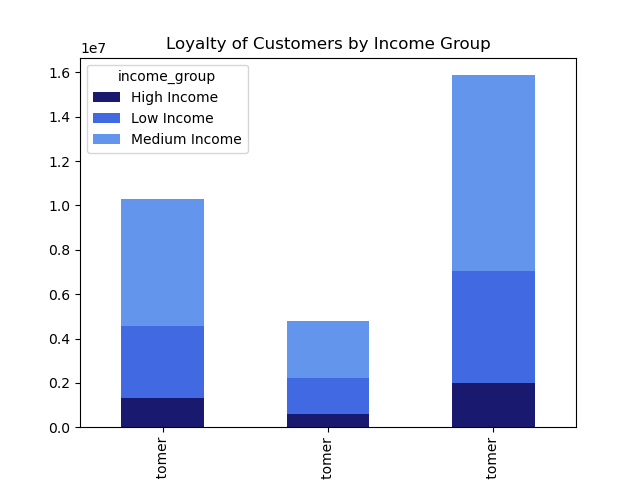 Loyalty of Customers by Income Group
1e7
income_group
High Income
Low Income
Medium Income
1.6
1.4
1.2
1.0
0.8
0.6
0.4
0.2
0.0
tomer
tomer
tomer